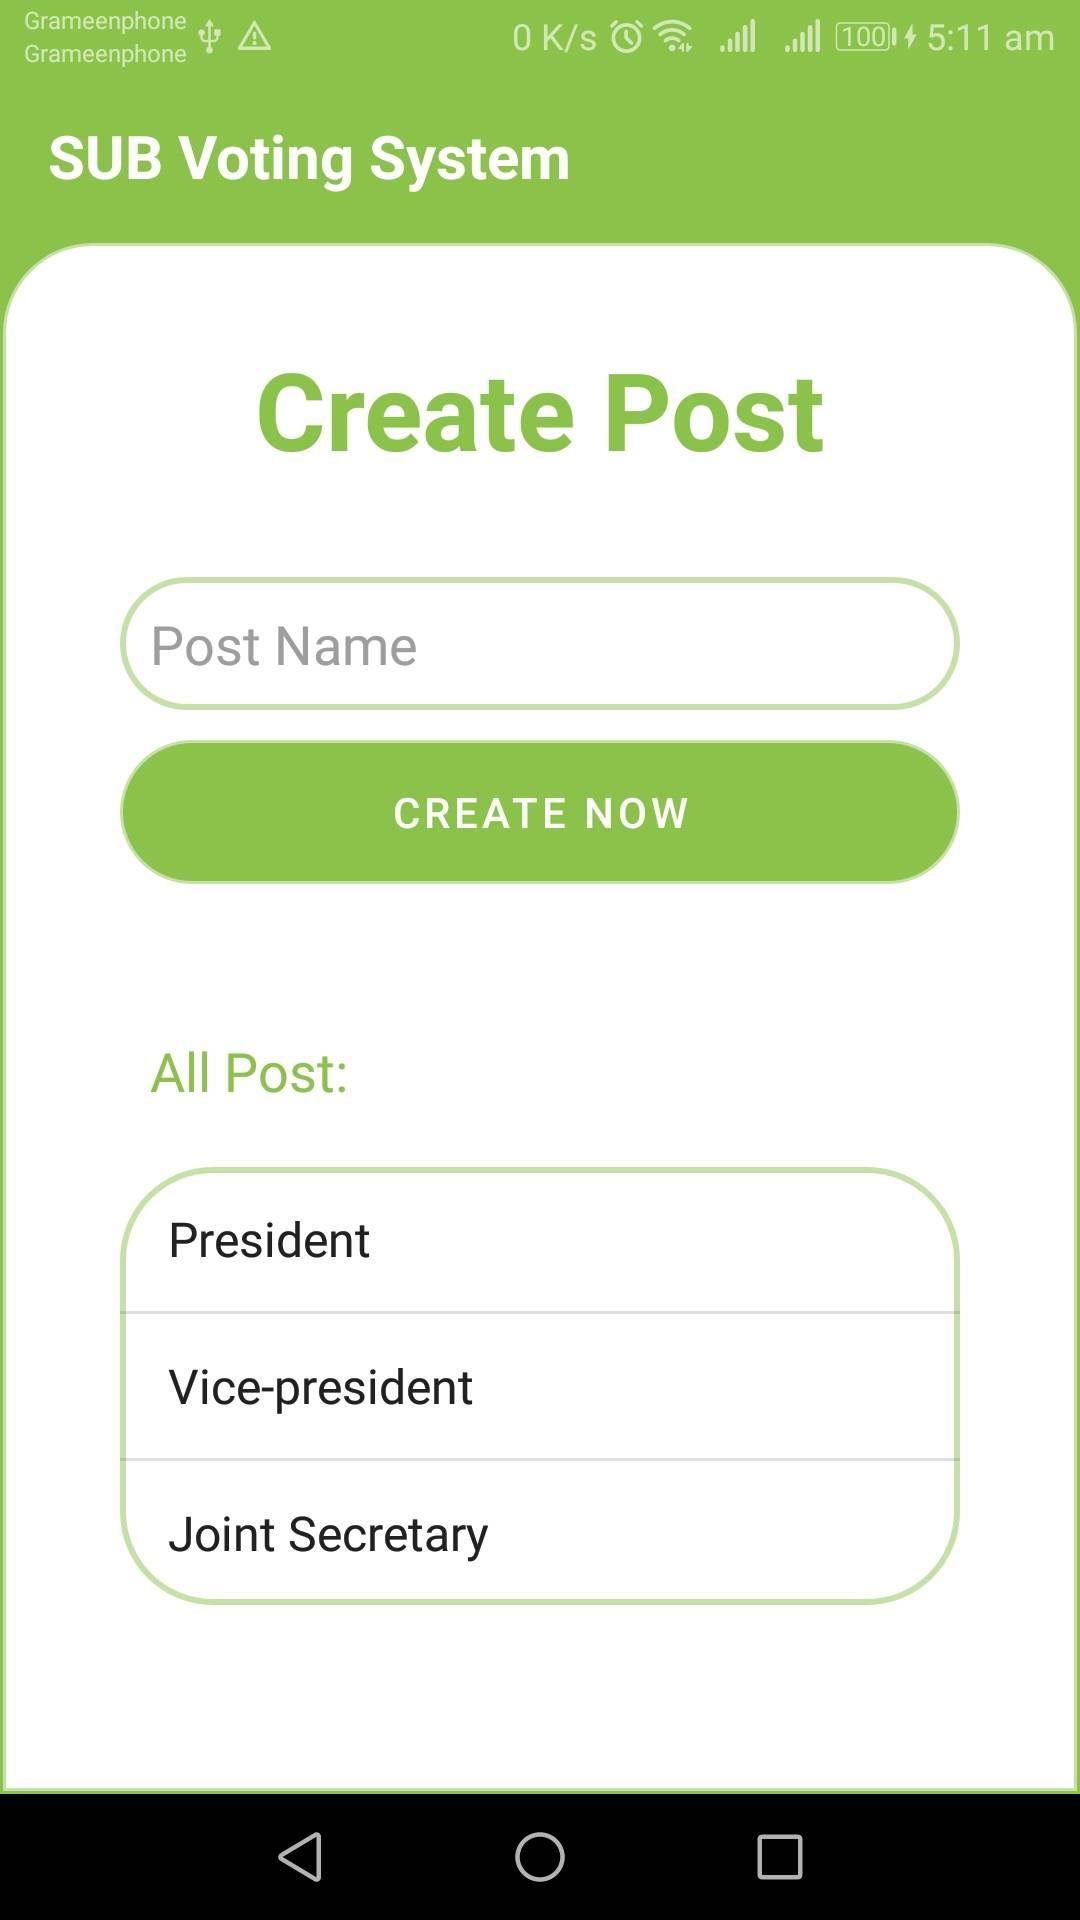 Grameenphone
Grameenphone
0 K/s 100 5:11 am
SUB Voting System
Create Post
Post Name
CREATE NOW
All Post:
President
Vice-president
Joint Secretary